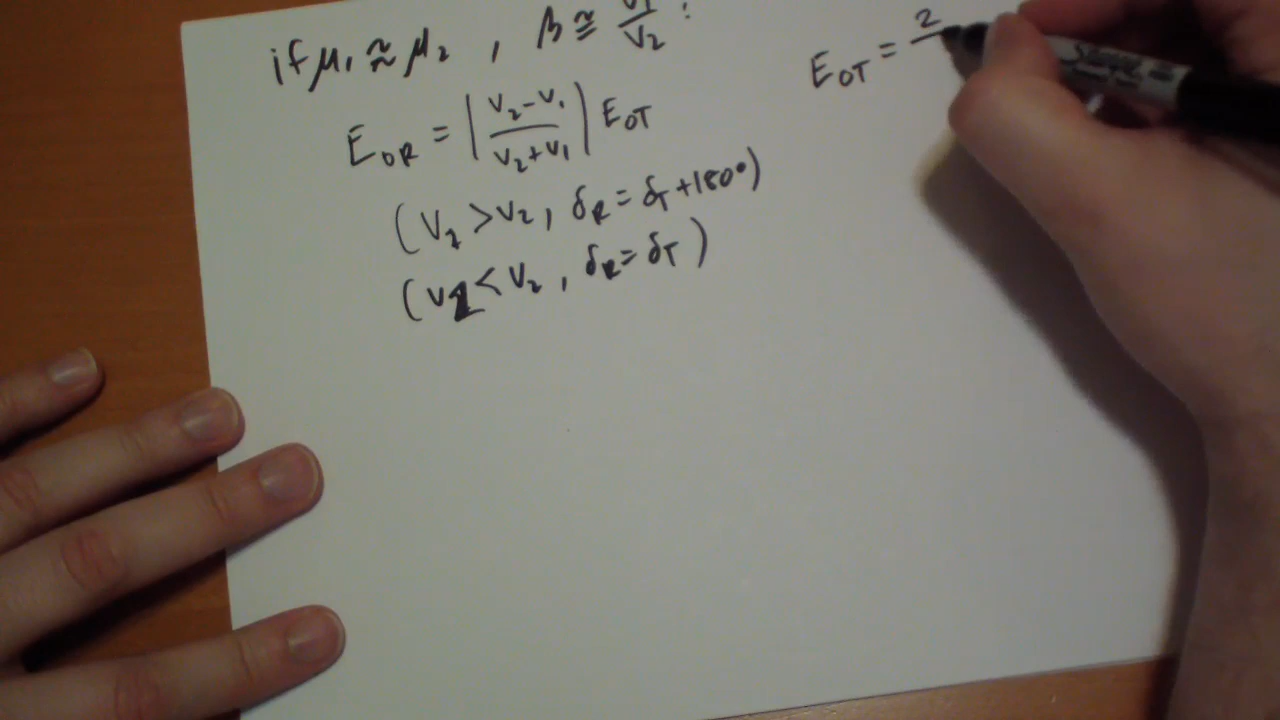 if μ₁ ≈ μ₂ , β ≅ v₁/v₂ :
E₀R = |(v₂-v₁)/(v₂+v₁)| E₀T
(v₂ > v₂, δR = δT + 180°)
(v₂ < v₂, δR = δT)
E₀T = 2
Sharpie